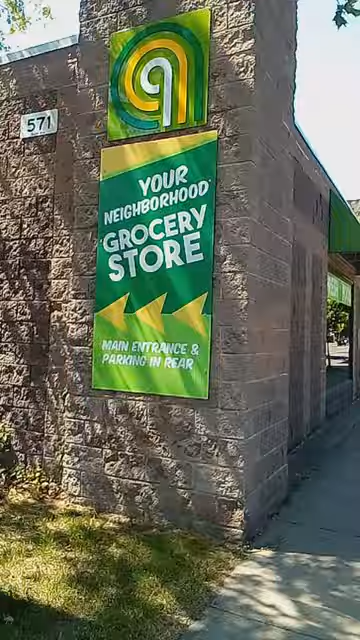 571
YOUR
NEIGHBORHOOD
GROCERY
STORE
MAIN ENTRANCE &
PARKING IN REAR